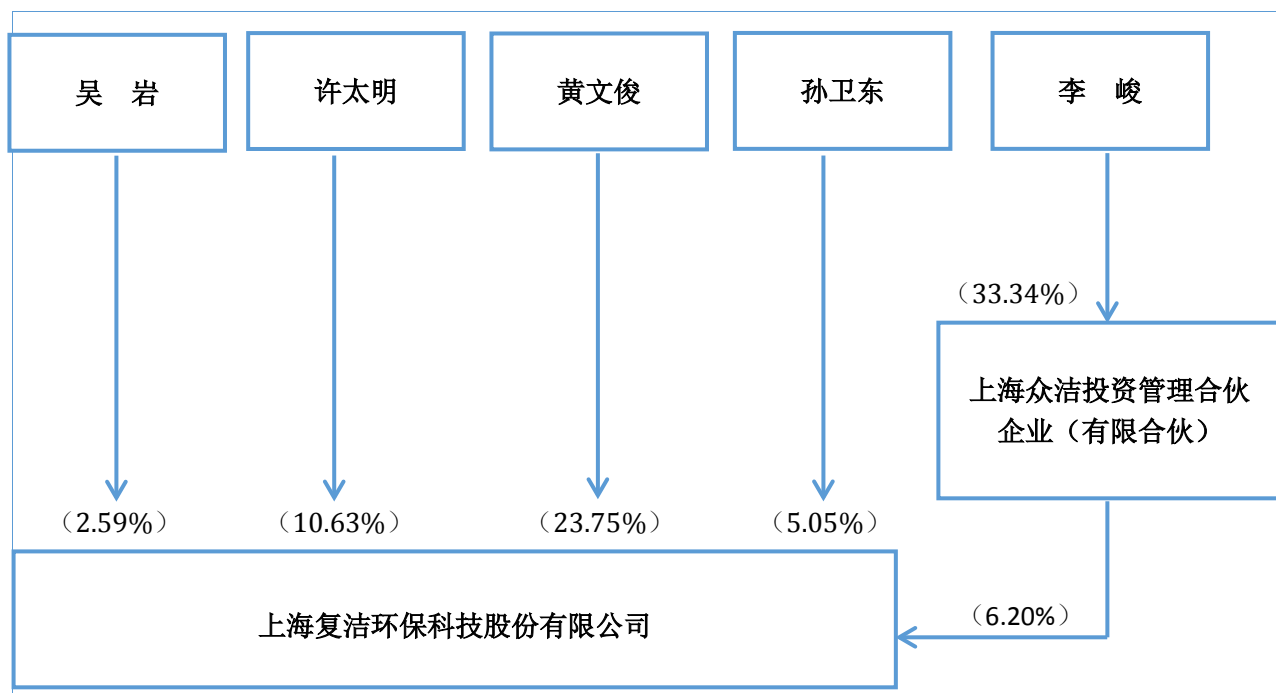 吴　岩
许太明
黄文俊
孙卫东
李　峻
（33.34%）
上海众洁投资管理合伙
企业（有限合伙）
（2.59%）
（10.63%）
（23.75%）
（5.05%）
上海复洁环保科技股份有限公司
（6.20%）